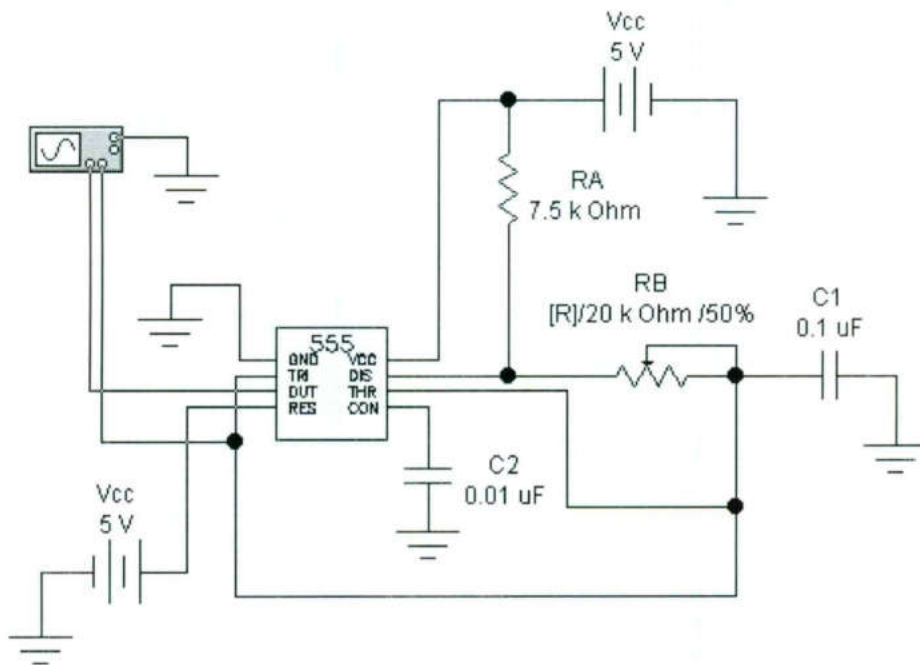 Vcc
5 V
RA
7.5 k Ohm
RB
[R]/20 k Ohm /50%
C1
0.1 uF
555
GND VCC
TRI DIS
OUT THR
RES CON
C2
0.01 uF
Vcc
5 V